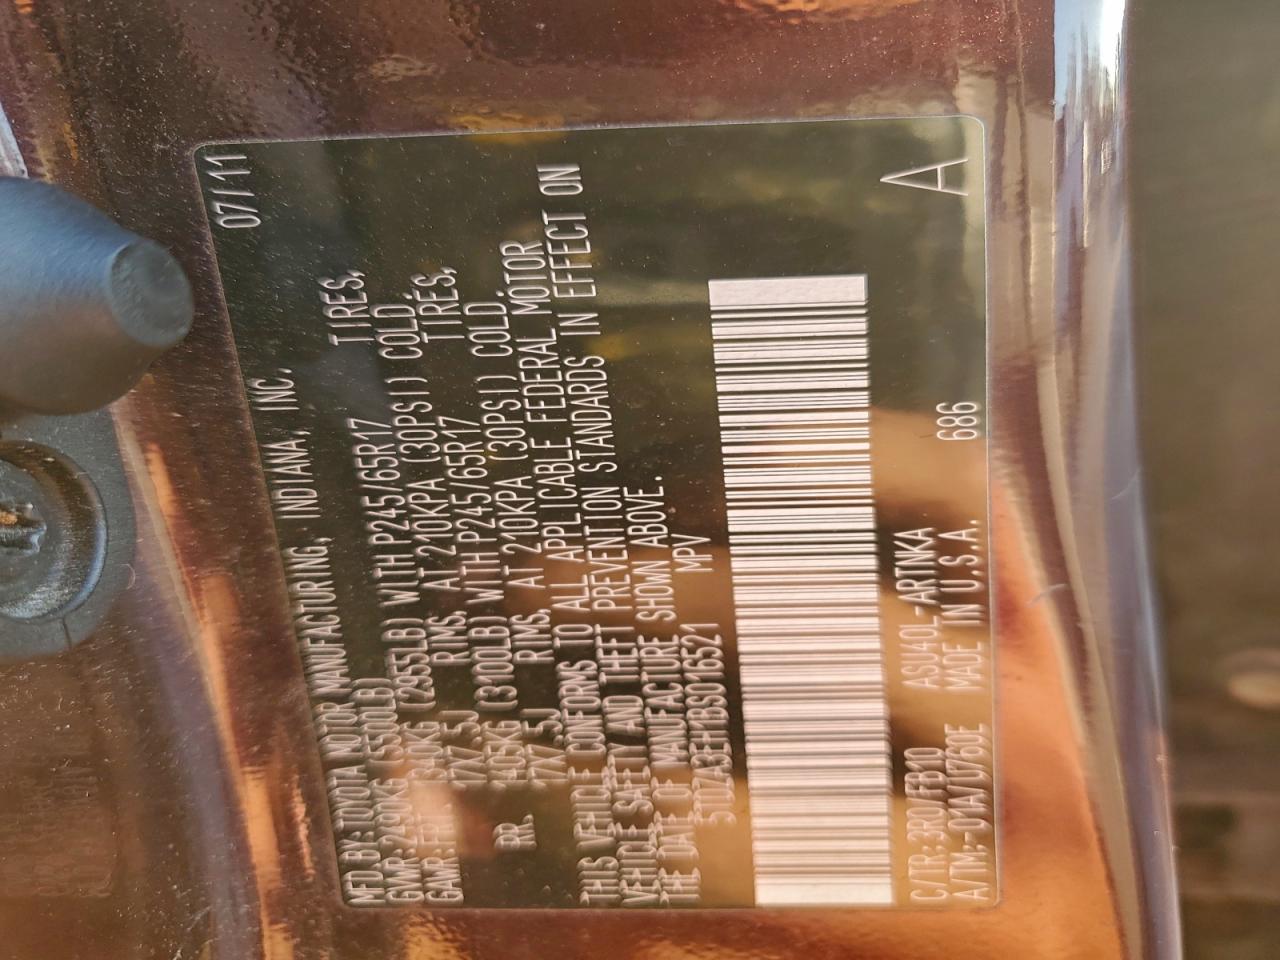 07/11
MFD BY: TOYOTA MOTOR MANUFACTURING, INDIANA, INC.
GVWR: 2490KG (5500LB)
GAWR: FRT. 1340KG (2955LB) WITH P245/65R17 TIRES,
17X7.5J RIMS, AT 210KPA (30PSI) COLD.
RR. 1405KG (3100LB) WITH P245/65R17 TIRES,
17X7.5J RIMS, AT 210KPA (30PSI) COLD.
THIS VEHICLE CONFORMS TO ALL APPLICABLE FEDERAL MOTOR
VEHICLE SAFETY AND THEFT PREVENTION STANDARDS IN EFFECT ON
THE DATE OF MANUFACTURE SHOWN ABOVE.
MPV
C/TR:3R0/FB10 ASU40L-ARTNKA A
A/TM:-01A/U760E MADE IN U.S.A. 686